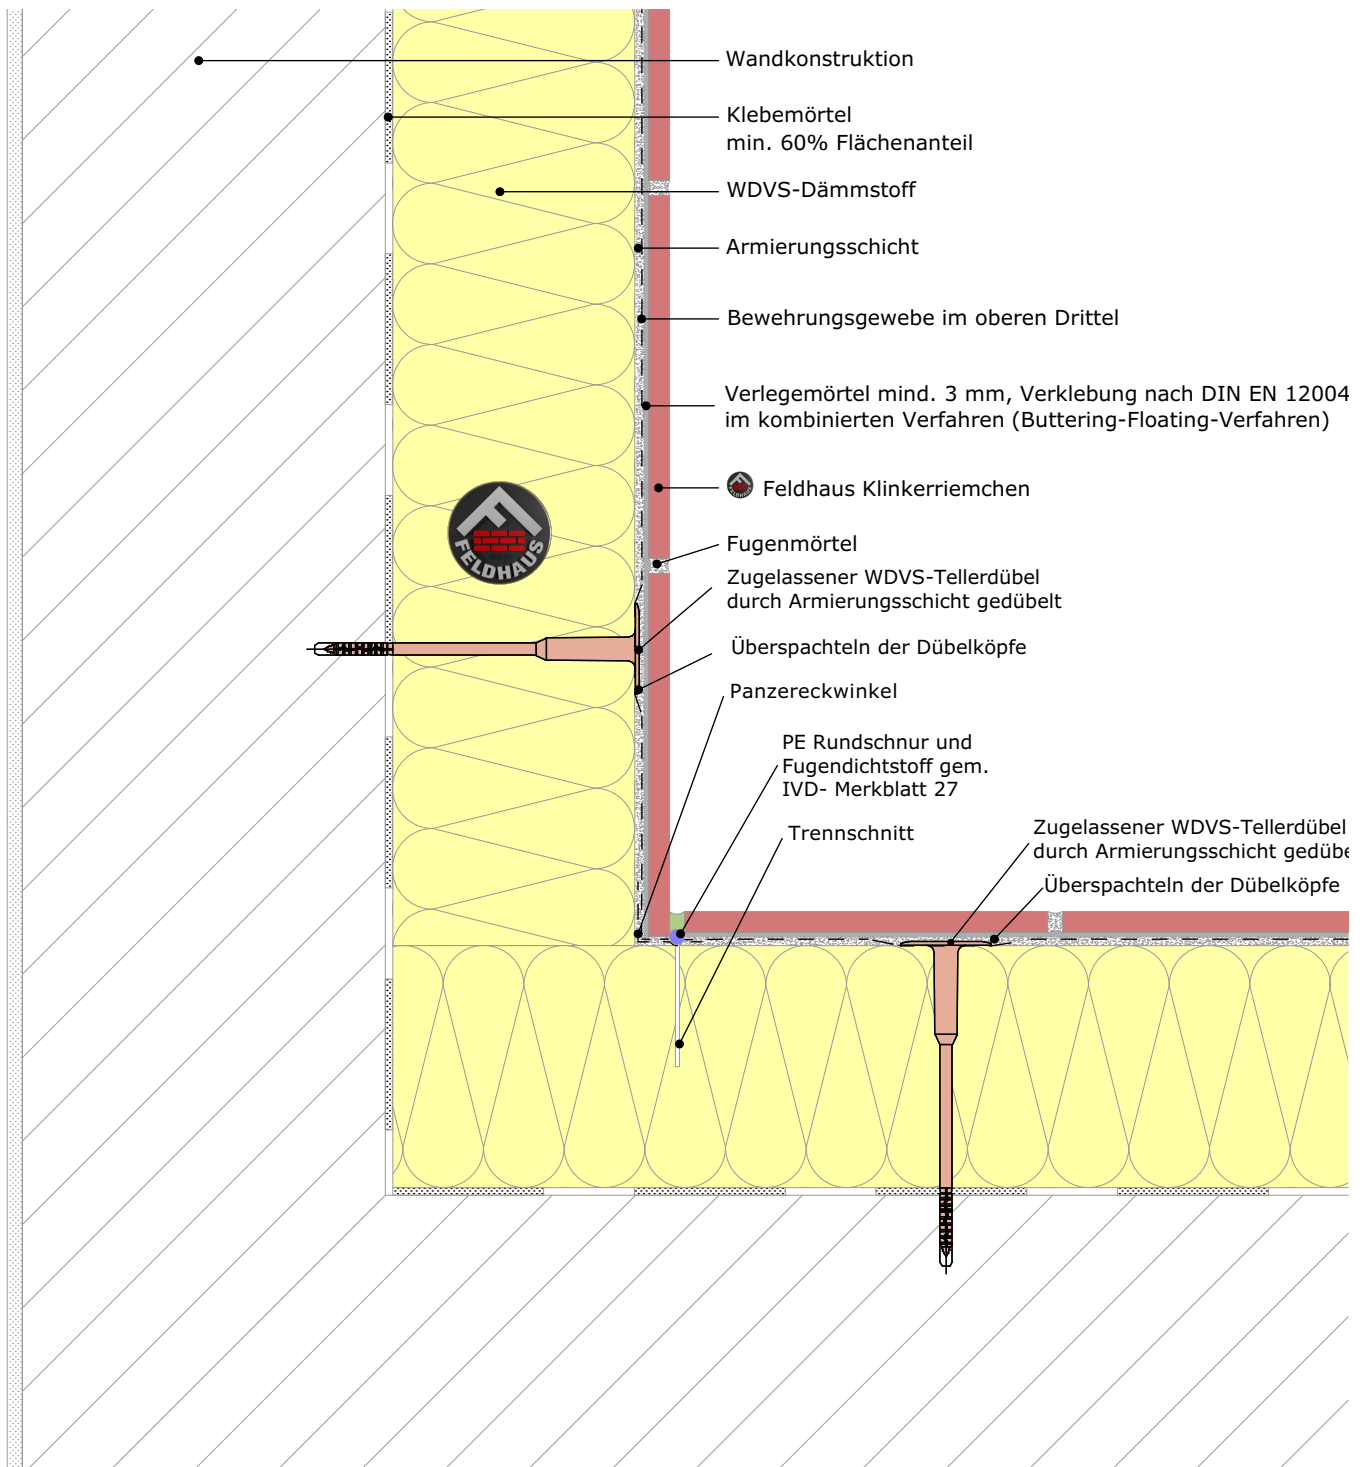 Wandkonstruktion
Klebemörtel
min. 60% Flächenanteil
WDVS-Dämmstoff
Armierungsschicht
Bewehrungsgewebe im oberen Drittel
Verlegemörtel mind. 3 mm, Verklebung nach DIN EN 12004
im kombinierten Verfahren (Buttering-Floating-Verfahren)
Feldhaus Klinkerriemchen
FELDHAUS
Fugenmörtel
Zugelassener WDVS-Tellerdübel
durch Armierungsschicht gedübelt
Überspachteln der Dübelköpfe
Panzereckwinkel
PE Rundschnur und
Fugendichtstoff gem.
IVD- Merkblatt 27
Trennschnitt
Zugelassener WDVS-Tellerdübel
durch Armierungsschicht
Überspachteln der Dübelköpfe